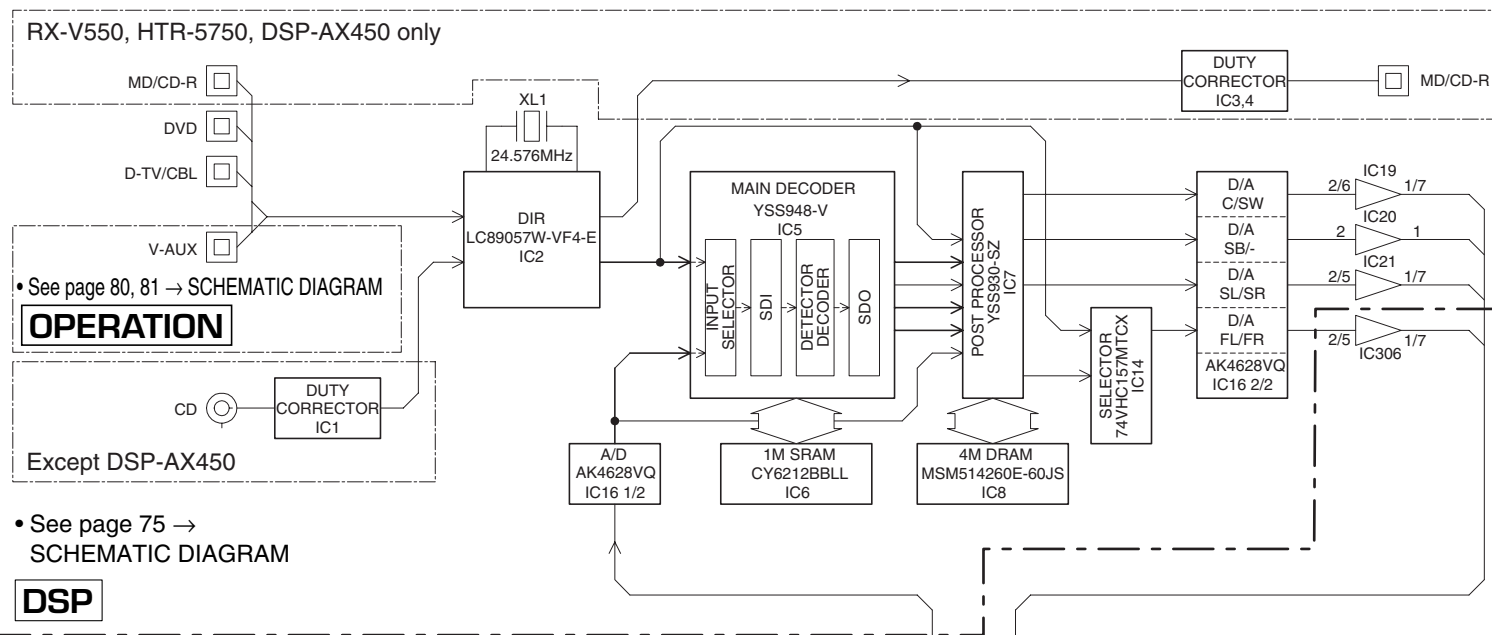 RX-V550, HTR-5750, DSP-AX450 only
MD/CD-R
DVD
D-TV/CBL
V-AUX
• See page 80, 81 → SCHEMATIC DIAGRAM
OPERATION
CD
DUTY
CORRECTOR
IC1
Except DSP-AX450
• See page 75 →
SCHEMATIC DIAGRAM
DSP
XL1
24.576MHz
DIR
LC89057W-VF4-E
IC2
MAIN DECODER
YSS948-V
IC5
INPUT
SELECTOR
SDI
DETECTOR
DECODER
SDO
A/D
AK4628VQ
IC16 1/2
1M SRAM
CY6212BBLL
IC6
POST PROCESSOR
YSS930-SZ
IC7
4M DRAM
MSM514260E-60JS
IC8
SELECTOR
74VHC157MTCX
IC14
DUTY
CORRECTOR
IC3,4
MD/CD-R
D/A
C/SW
D/A
SB/-
D/A
SL/SR
D/A
FL/FR
AK4628VQ
IC16 2/2
IC19
2/6
1/7
IC20
2
1
IC21
2/5
1/7
2/5
1/7
IC306